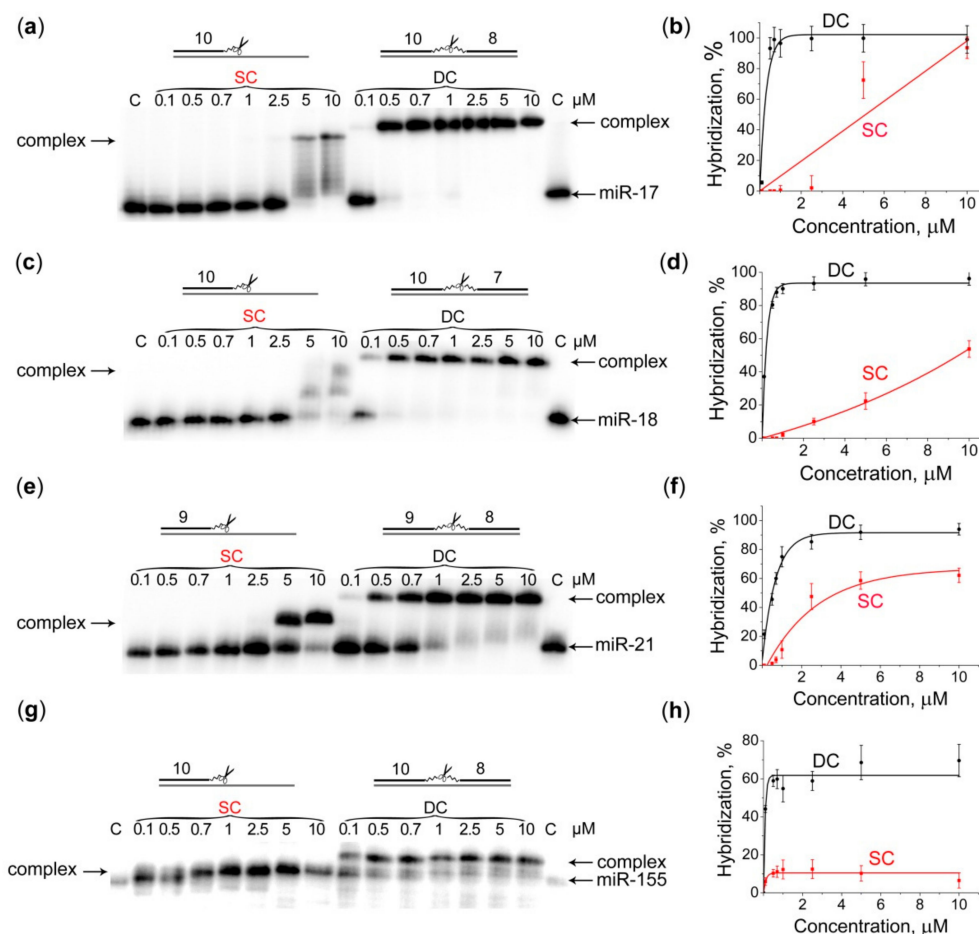 (a)
10
10 8
SC
DC
C 0.1 0.5 0.7 1 2.5 5 10 0.1 0.5 0.7 1 2.5 5 10 C μM
complex
complex
miR-17
(b)
Hybridization, %
100
80
60
40
20
0
DC
SC
2 4 6 8 10
Concentration, μM
(c)
10
10 7
SC
DC
C 0.1 0.5 0.7 1 2.5 5 10 0.1 0.5 0.7 1 2.5 5 10 C μM
complex
complex
miR-18
(d)
Hybridization, %
100
80
60
40
20
0
DC
SC
2 4 6 8 10
Concetration, μM
(e)
9
9 8
SC
DC
0.1 0.5 0.7 1 2.5 5 10 0.1 0.5 0.7 1 2.5 5 10 C μM
complex
complex
miR-21
(f)
Hybridization, %
100
80
60
40
20
0
DC
SC
0 2 4 6 8 10
Concentration, μM
(g)
10
10 8
SC
DC
C 0.1 0.5 0.7 1 2.5 5 10 0.1 0.5 0.7 1 2.5 5 10 C μM
complex
complex
miR-155
(h)
Hybridization, %
80
60
40
20
0
DC
SC
0 2 4 6 8 10
Concentration, μM